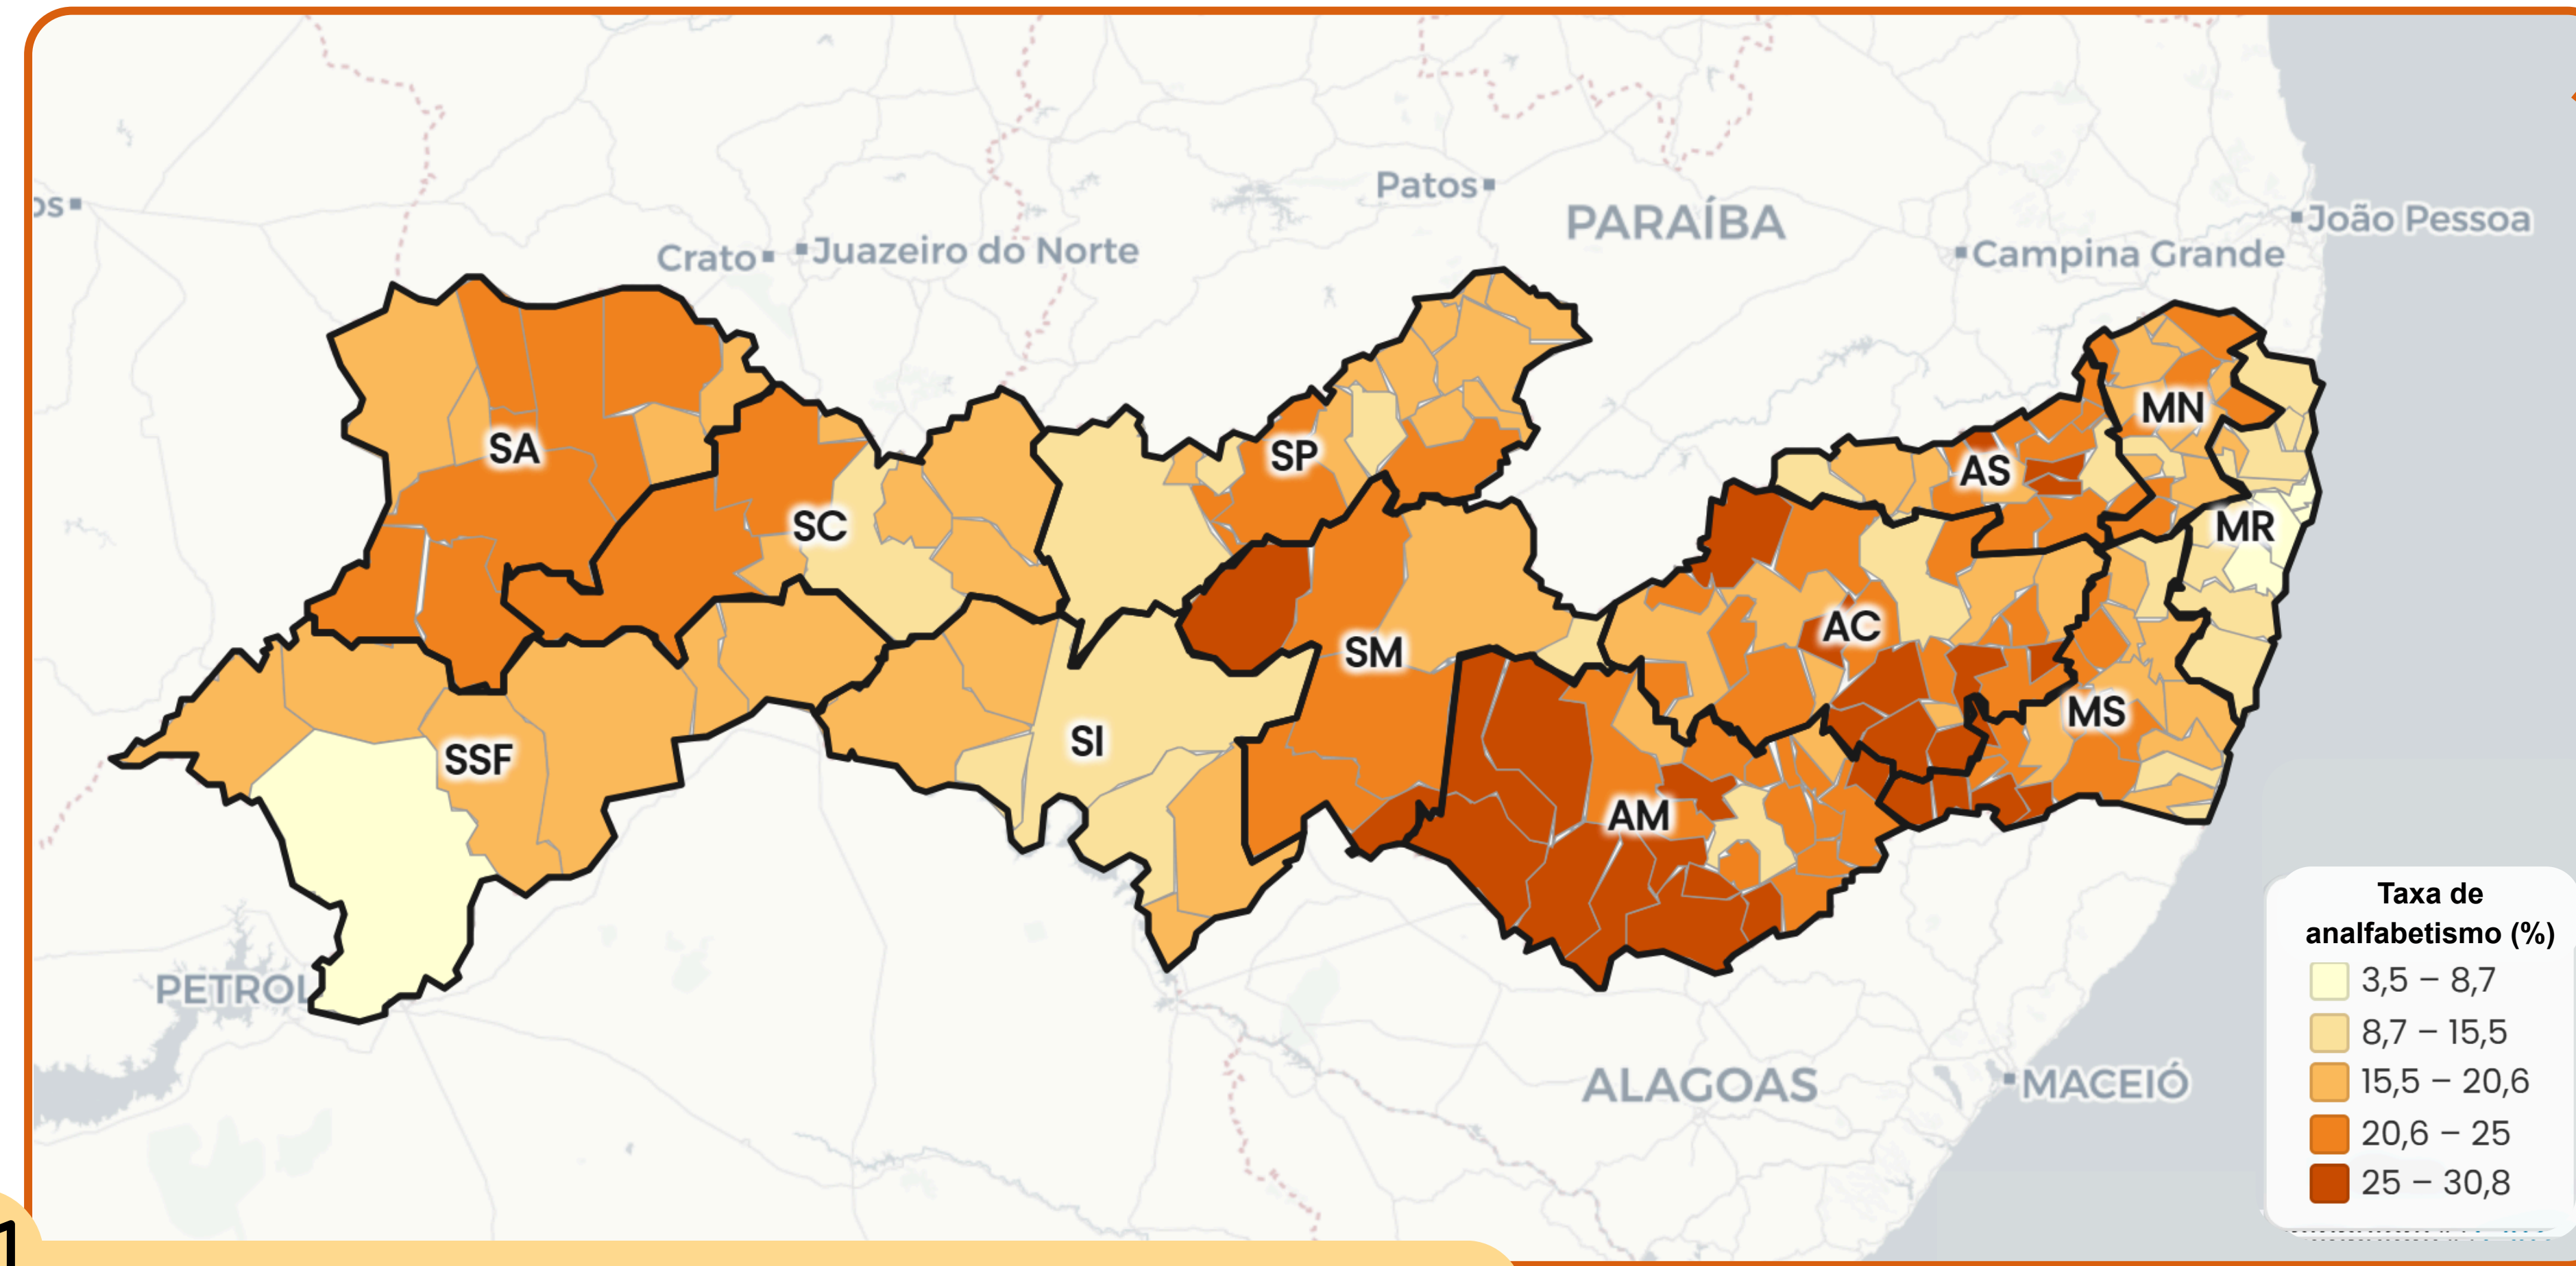 Patos
PARAÍBA
João Pessoa
Crato
Juazeiro do Norte
Campina Grande
os
SA
SP
MN
AS
SC
MR
AC
SM
MS
SI
SSF
AM
PETROL
ALAGOAS
MACEIÓ
Taxa de
analfabetismo (%)
3,5 – 8,7
8,7 – 15,5
15,5 – 20,6
20,6 – 25
25 – 30,8
1